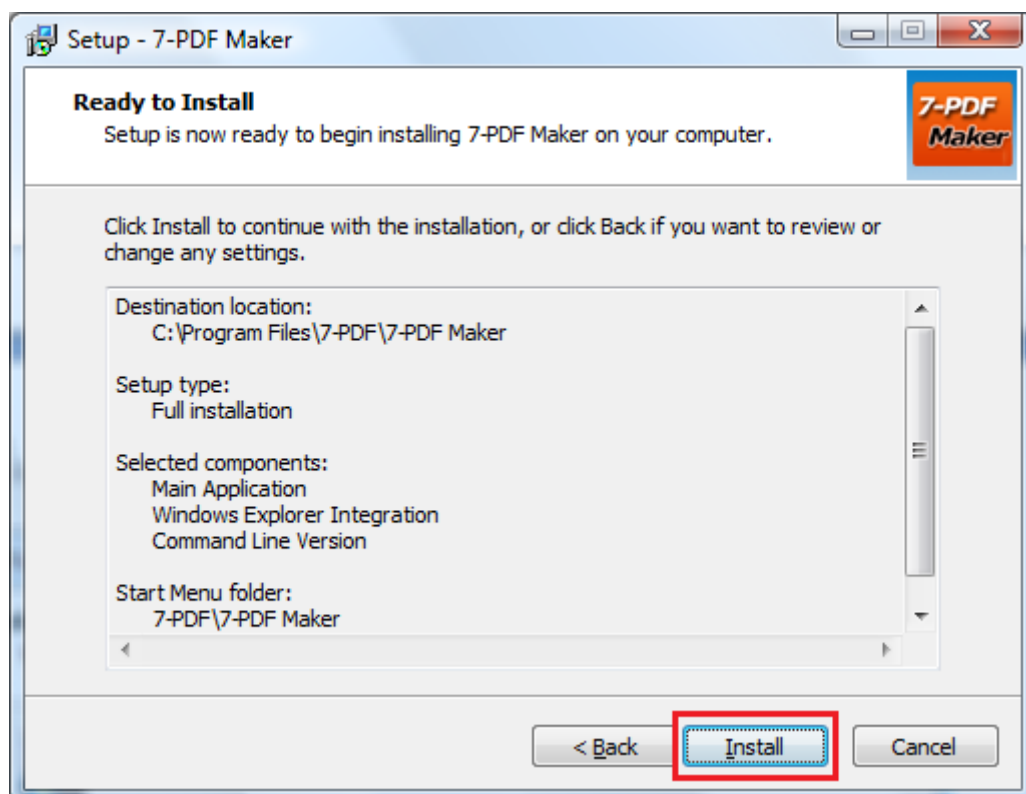 Setup - 7-PDF Maker
Ready to Install
Setup is now ready to begin installing 7-PDF Maker on your computer.
7-PDF
Maker
Click Install to continue with the installation, or click Back if you want to review or
change any settings.
Destination location:
C:\Program Files\7-PDF\7-PDF Maker
Setup type:
Full installation
Selected components:
Main Application
Windows Explorer Integration
Command Line Version
Start Menu folder:
7-PDF\7-PDF Maker
< Back Install Cancel